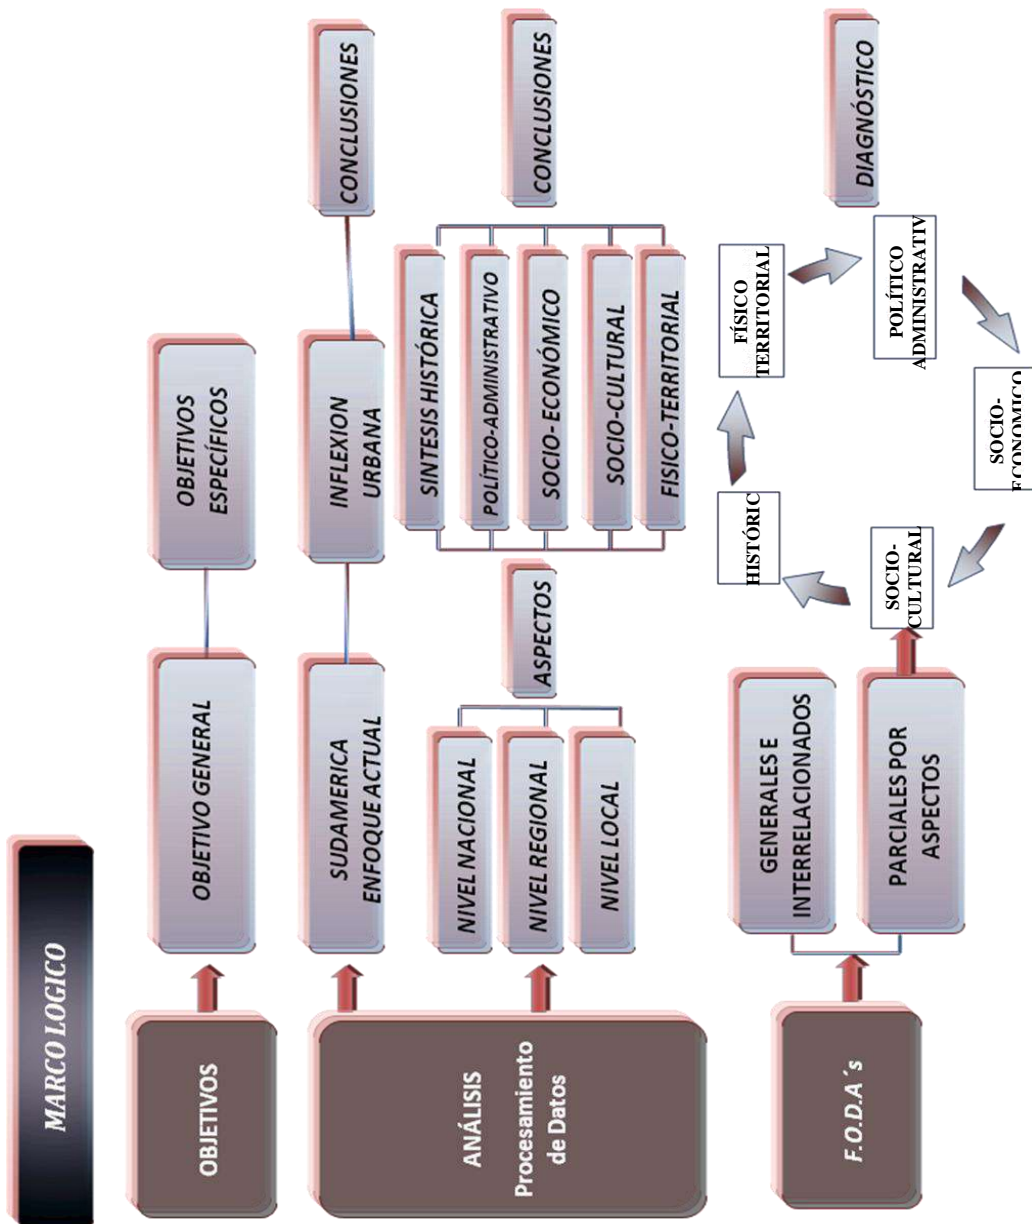 MARCO LOGICO
OBJETIVOS
OBJETIVO GENERAL
OBJETIVOS
ESPECÍFICOS
ANÁLISIS
Procesamiento
de Datos
SUDAMERICA
ENFOQUE ACTUAL
INFLEXION
URBANA
CONCLUSIONES
NIVEL NACIONAL
NIVEL REGIONAL
NIVEL LOCAL
ASPECTOS
SINTESIS HISTÓRICA
POLÍTICO-ADMINISTRATIVO
SOCIO- ECONÓMICO
SOCIO-CULTURAL
FISICO-TERRITORIAL
CONCLUSIONES
F.O.D.A´s
GENERALES E
INTERRELACIONADOS
PARCIALES POR
ASPECTOS
HISTÓRIC
FÍSICO
TERRITORIAL
POLÍTICO
ADMINISTRATIV
SOCIO-
ECONOMICO
SOCIO-
CULTURAL
DIAGNÓSTICO